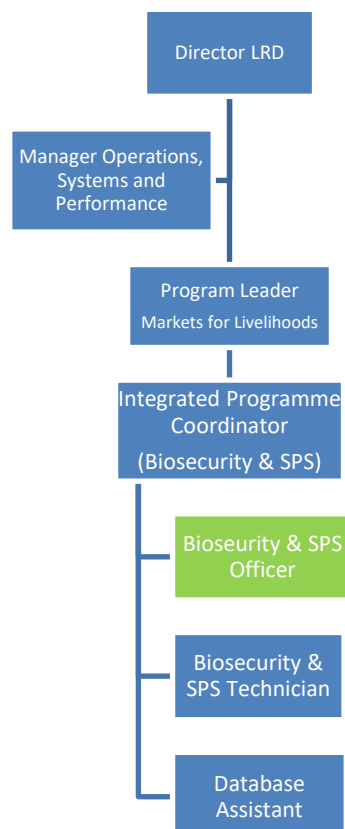 Director LRD
Manager Operations,
Systems and
Performance
Program Leader
Markets for Livelihoods
Integrated Programme
Coordinator
(Biosecurity & SPS)
Bioseurity & SPS
Officer
Biosecurity &
SPS Technician
Database
Assistant